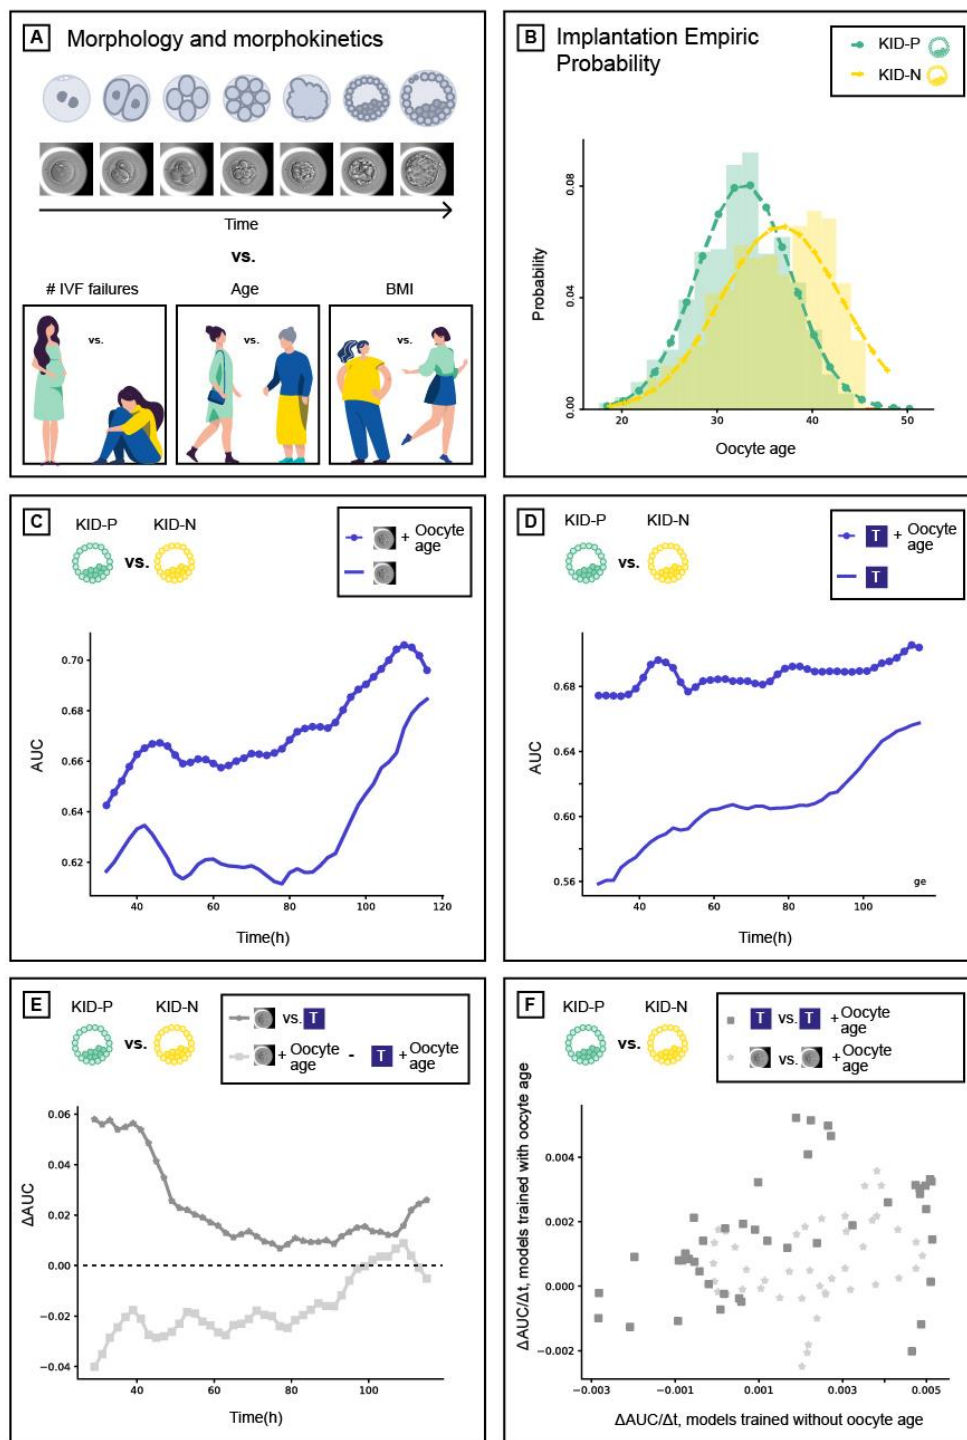 A Morphology and morphokinetics
Time
vs.
# IVF failures Age BMI
vs. vs. vs.
B Implantation Empiric
Probability
KID-P
KID-N
Probability
0.08
0.04
0.00
20 30 40 50
Oocyte age
C KID-P KID-N
vs.
+ Oocyte
age
AUC
0.70
0.68
0.66
0.64
0.62
40 60 80 100 120
Time(h)
D KID-P KID-N
vs.
T + Oocyte
age
T
AUC
0.68
0.64
0.60
0.56
ge
40 60 80 100
Time(h)
E KID-P KID-N
vs.
vs. T
+ Oocyte - T + Oocyte
age age
ΔAUC
0.06
0.04
0.02
0.00
−0.02
−0.04
40 60 80 100
Time(h)
F KID-P KID-N
vs.
T vs. T + Oocyte
age
vs. + Oocyte
age
ΔAUC/Δt, models trained with oocyte age
0.004
0.002
0.000
−0.002
−0.003 −0.001 0.001 0.003 0.005
ΔAUC/Δt, models trained without oocyte age